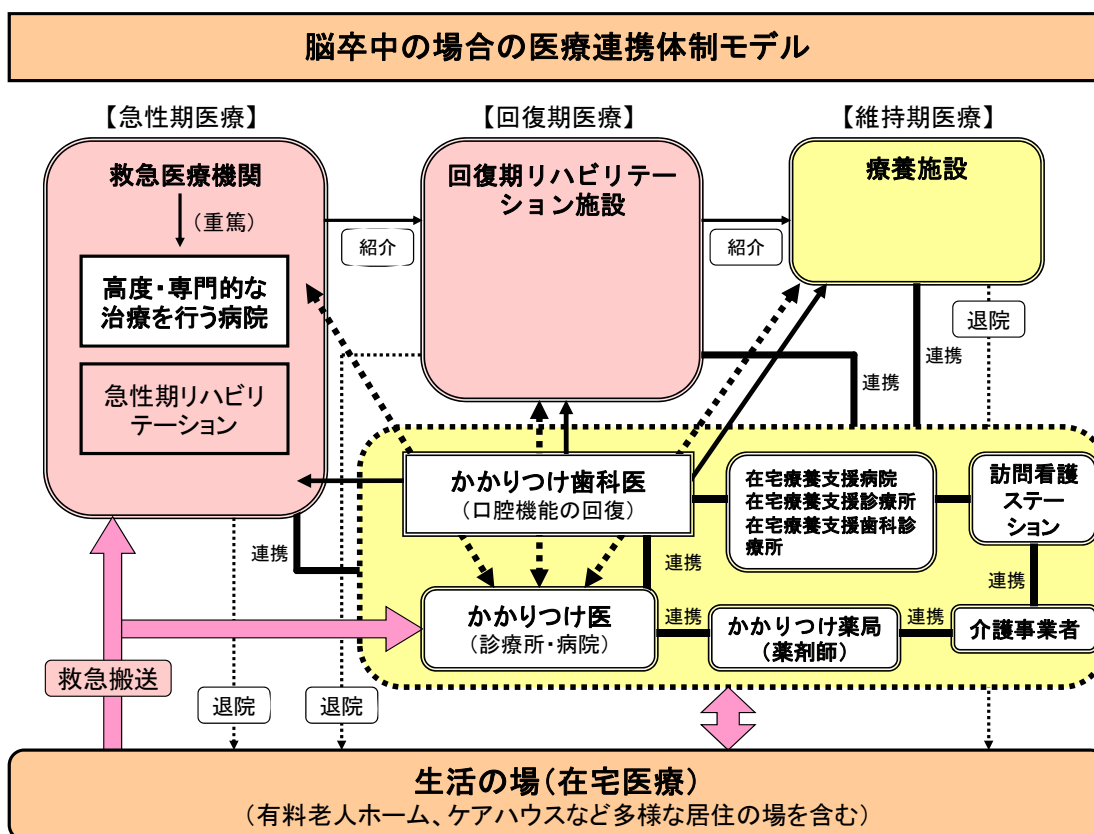 脳卒中の場合の医療連携体制モデル
【急性期医療】
【回復期医療】
【維持期医療】
救急医療機関
(重篤)
高度・専門的な
治療を行う病院
急性期リハビリ
テーション
紹介
回復期リハビリテー
ション施設
紹介
療養施設
退院
連携
連携
かかりつけ歯科医
(口腔機能の回復)
在宅療養支援病院
在宅療養支援診療所
在宅療養支援歯科診
療所
訪問看護
ステー
ション
連携
連携
連携
かかりつけ医
(診療所・病院)
連携
かかりつけ薬局
(薬剤師)
連携
介護事業者
救急搬送
退院
退院
生活の場(在宅医療)
(有料老人ホーム、ケアハウスなど多様な居住の場を含む)